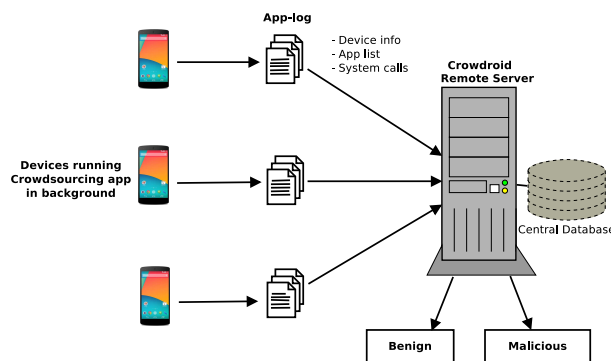 App-log
- Device info
- App list
- System calls
Crowdroid
Remote Server
Devices running
Crowdsourcing app
in background
Central Database
Benign
Malicious